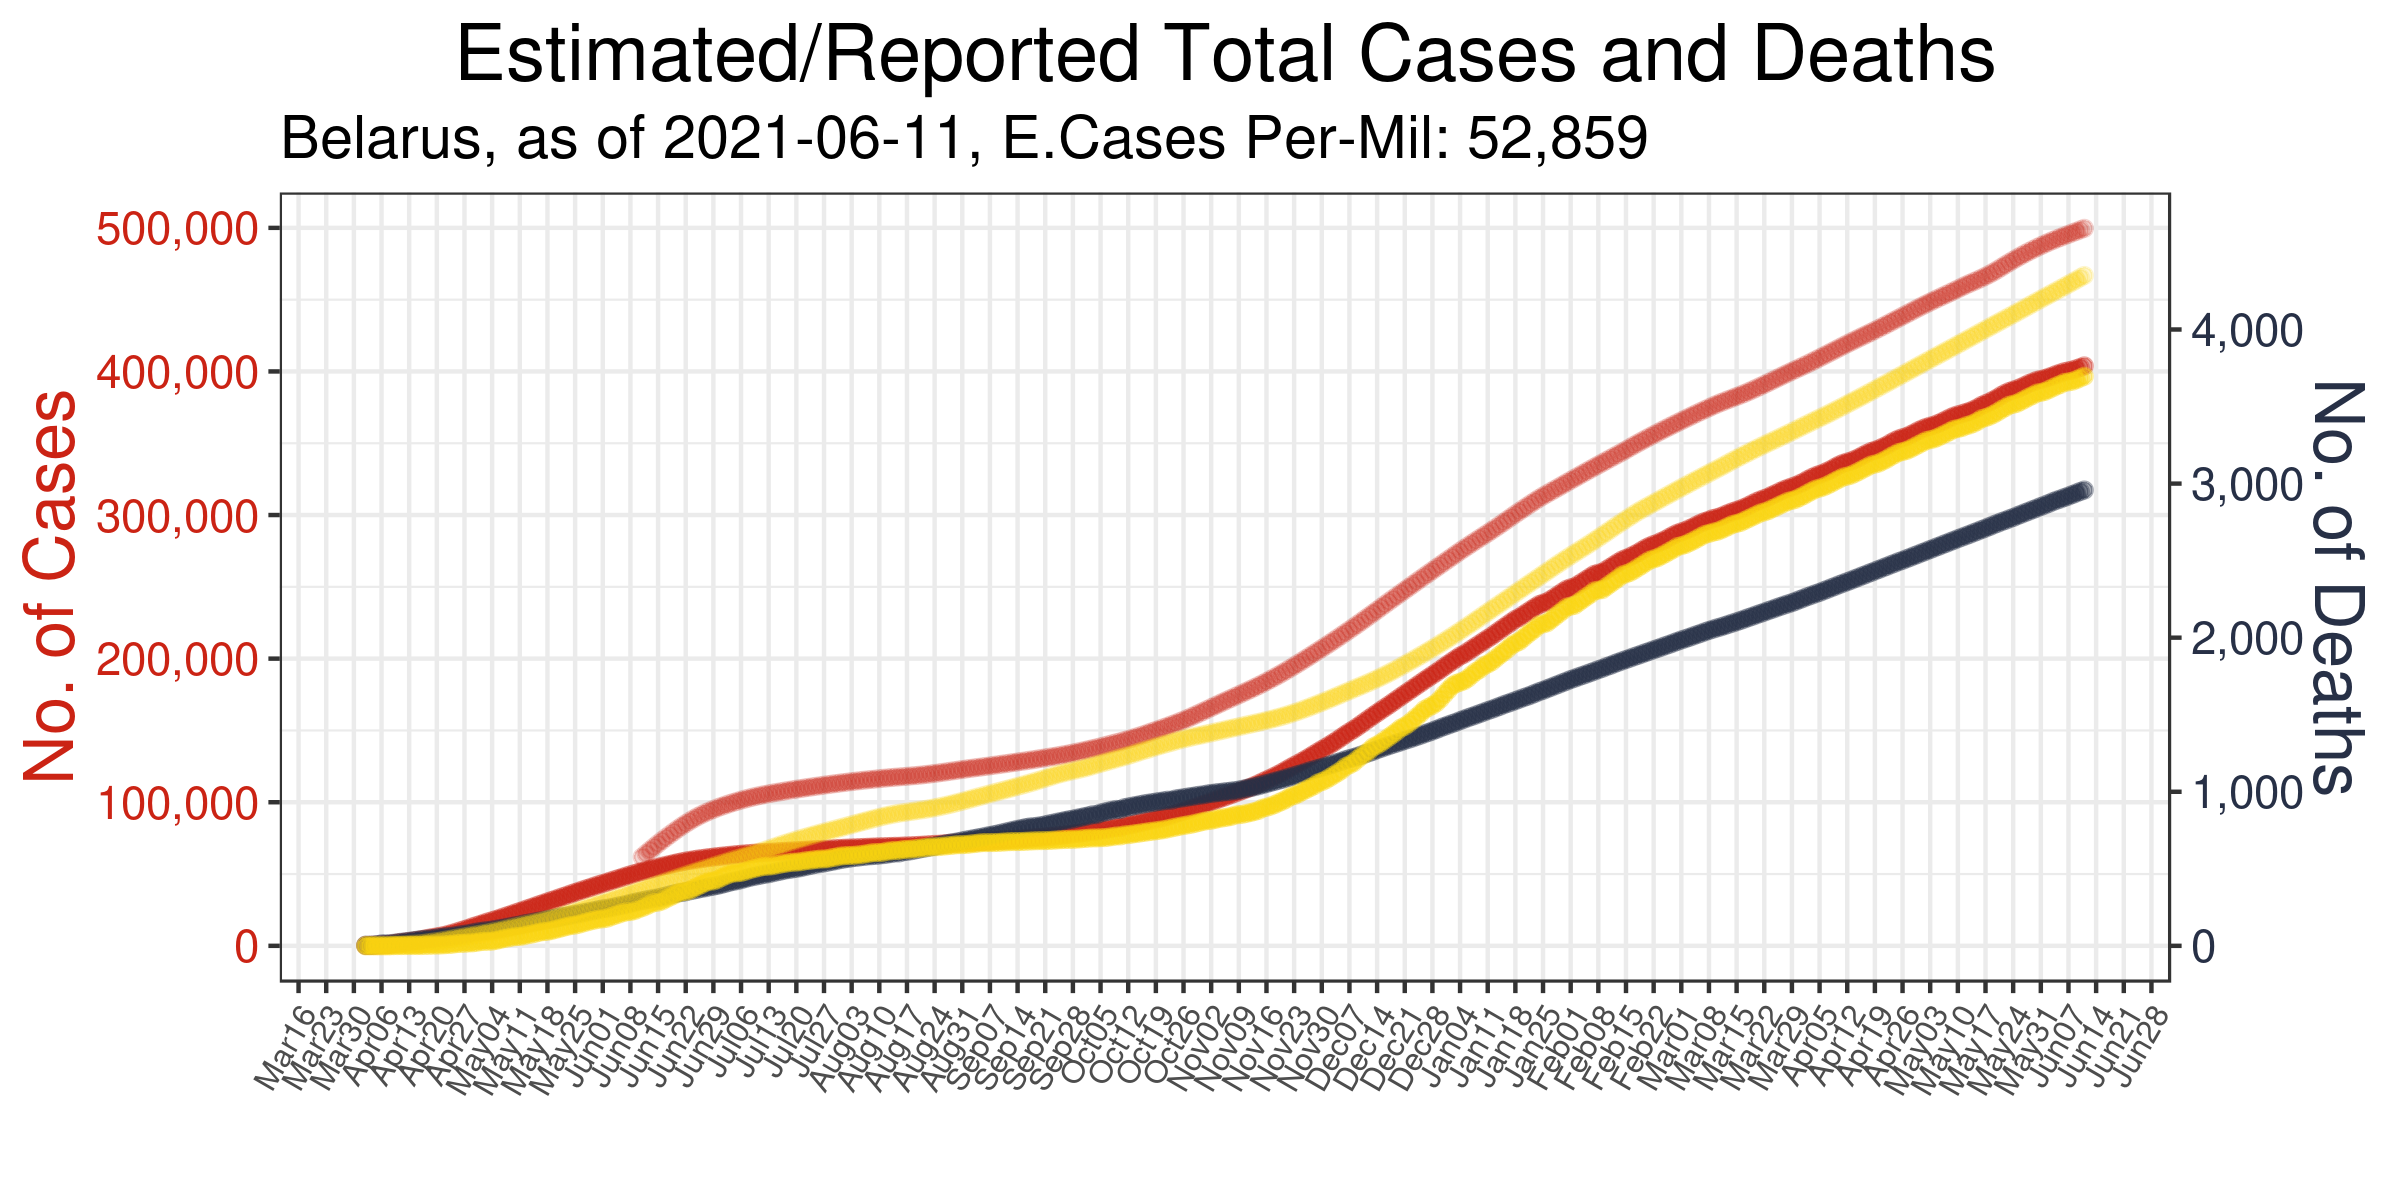 Estimated/Reported Total Cases and Deaths
Belarus, as of 2021-06-11, E.Cases Per-Mil: 52,859
No. of Cases
500,000
400,000
300,000
200,000
100,000
0
4,000
3,000
2,000
1,000
0
No. of Deaths
Mar16
Mar23
Mar30
Apr06
Apr13
Apr20
Apr27
May04
May11
May18
May25
Jun01
Jun08
Jun15
Jun22
Jun29
Jul06
Jul13
Jul20
Jul27
Aug03
Aug10
Aug17
Aug24
Aug31
Sep07
Sep14
Sep21
Sep28
Oct05
Oct12
Oct19
Oct26
Nov02
Nov09
Nov16
Nov23
Nov30
Dec07
Dec14
Dec21
Dec28
Jan04
Jan11
Jan18
Jan25
Feb01
Feb08
Feb15
Feb22
Mar01
Mar08
Mar15
Mar22
Mar29
Apr05
Apr12
Apr19
Apr26
May03
May10
May17
May24
May31
Jun07
Jun14
Jun21
Jun28